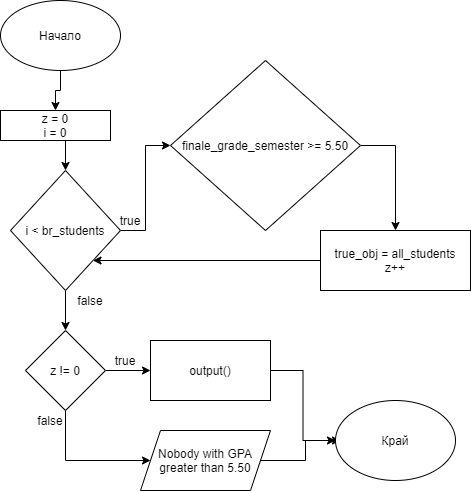 Начало
z = 0
i = 0
finale_grade_semester >= 5.50
i < br_students
true
true_obj = all_students
z++
false
z != 0
true
output()
false
Nobody with GPA
greater than 5.50
Край